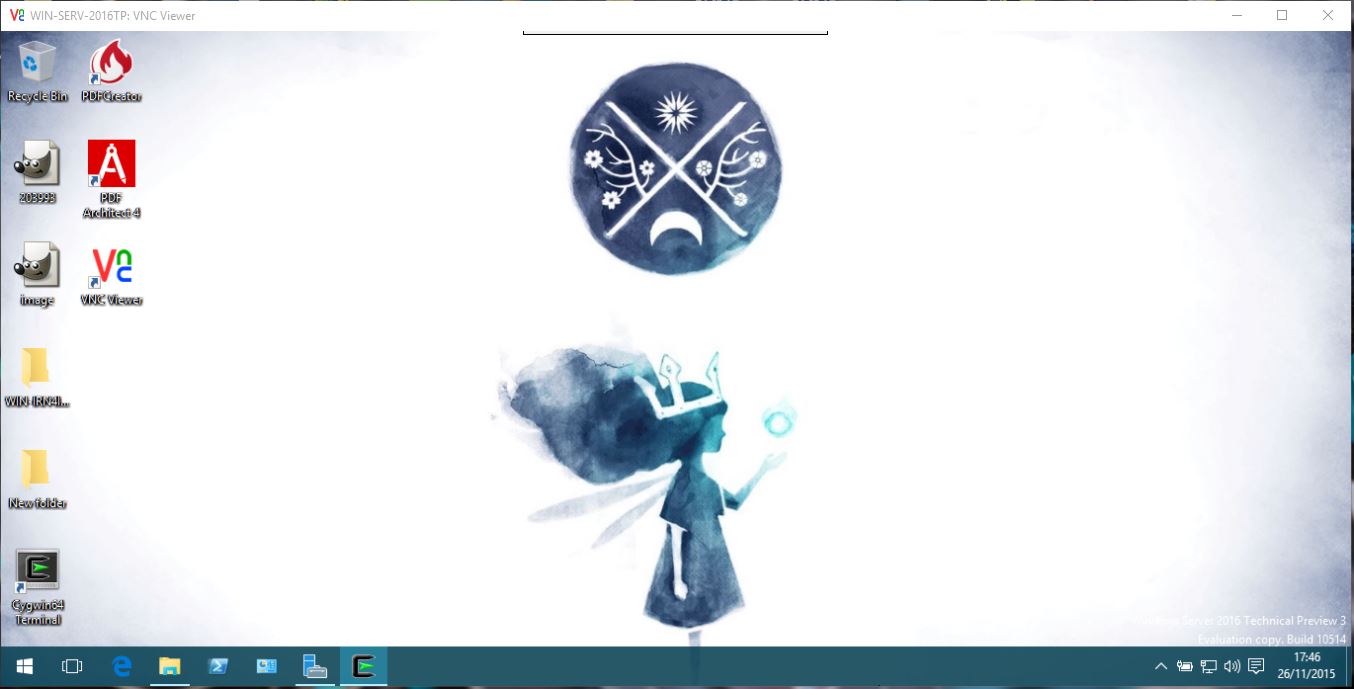 WIN-SERV-2016TP: VNC Viewer
Recycle Bin
PDFCreator
203993
PDF
Architect 4
image
VNC Viewer
WIN-IRN4I...
New folder
Cygwin64
Terminal
Windows Server 2016 Technical Preview 3
Evaluation copy. Build 10514
17:46
26/11/2015